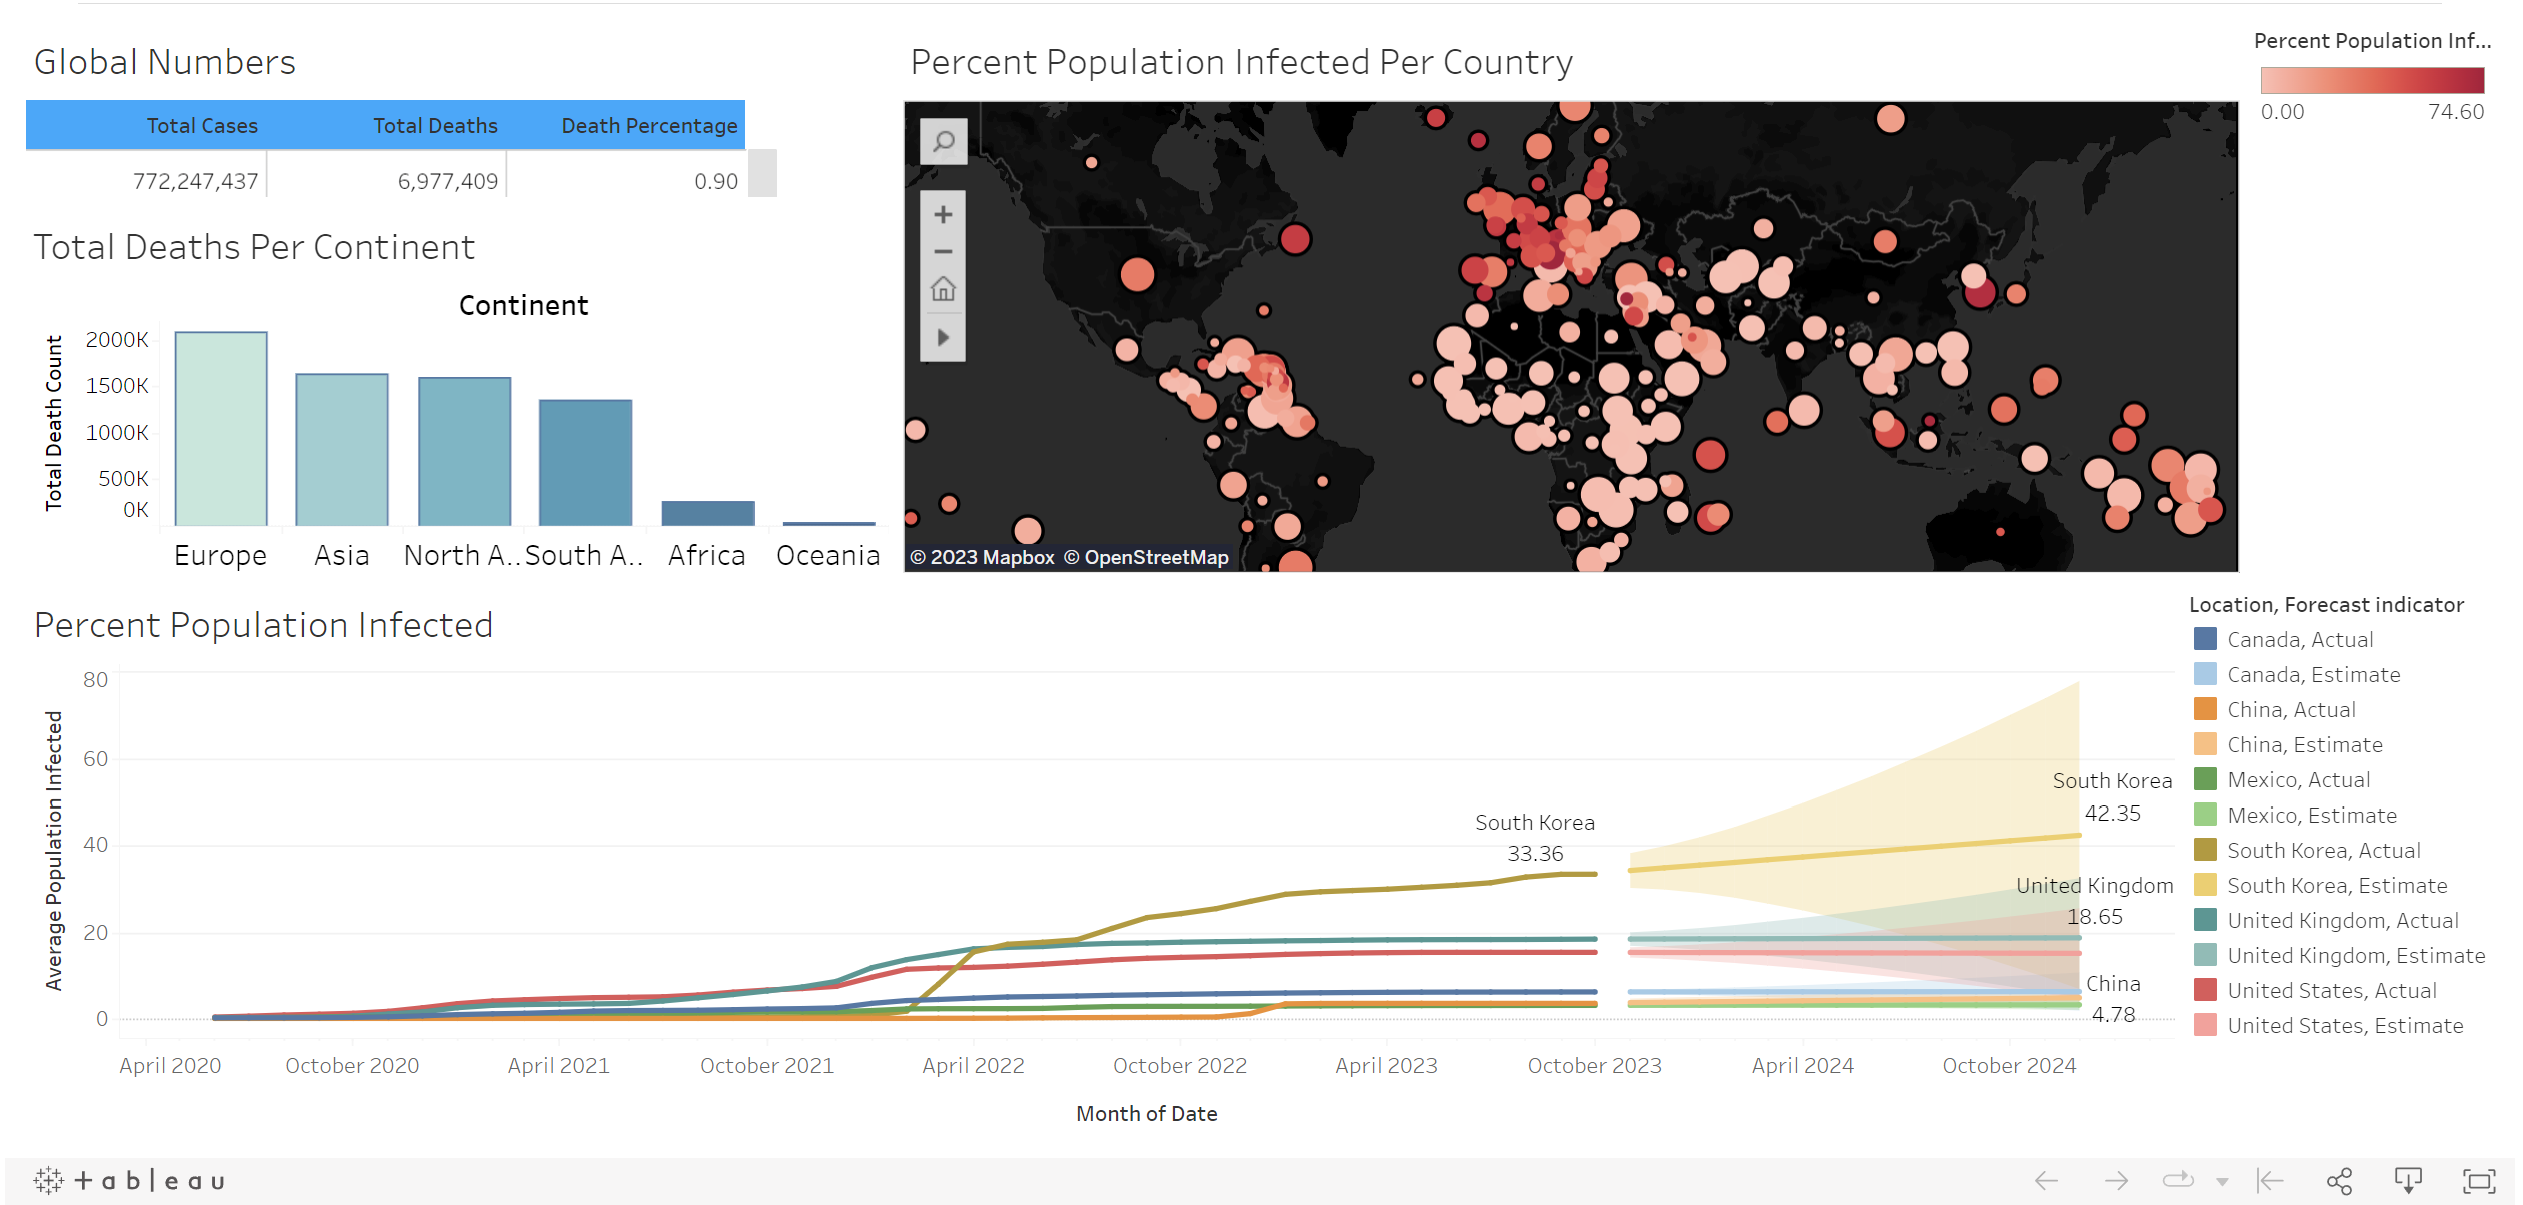 Global Numbers
Total Cases Total Deaths Death Percentage
772,247,437 6,977,409 0.90
Total Deaths Per Continent
Continent
Total Death Count
2000K
1500K
1000K
500K
0K
Europe Asia North A.. South A.. Africa Oceania
Percent Population Infected Per Country
© 2023 Mapbox © OpenStreetMap
Percent Population Inf...
0.00 74.60
Percent Population Infected
Average Population Infected
80
60
40
20
0
South Korea
33.36
South Korea
42.35
United Kingdom
18.65
China
4.78
April 2020 October 2020 April 2021 October 2021 April 2022 October 2022 April 2023 October 2023 April 2024 October 2024
Month of Date
Location, Forecast indicator
Canada, Actual
Canada, Estimate
China, Actual
China, Estimate
Mexico, Actual
Mexico, Estimate
South Korea, Actual
South Korea, Estimate
United Kingdom, Actual
United Kingdom, Estimate
United States, Actual
United States, Estimate
+ableau